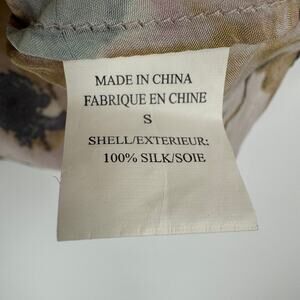 MADE IN CHINA
FABRIQUE EN CHINE
S
SHELL/EXTERIEUR:
100% SILK/SOIE